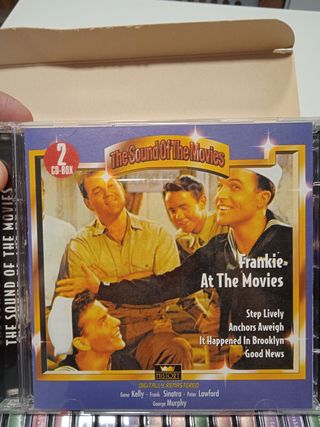 2
CD-BOX
The Sound Of The Movies
THE SOUND OF THE MOVIES
Frankie
At The Movies
Step Lively
Anchors Aweigh
It Happened In Brooklyn
Good News
HISTORY
DIGITALLY REMASTERED
Gene Kelly - Frank Sinatra - Peter Lawford
George Murphy